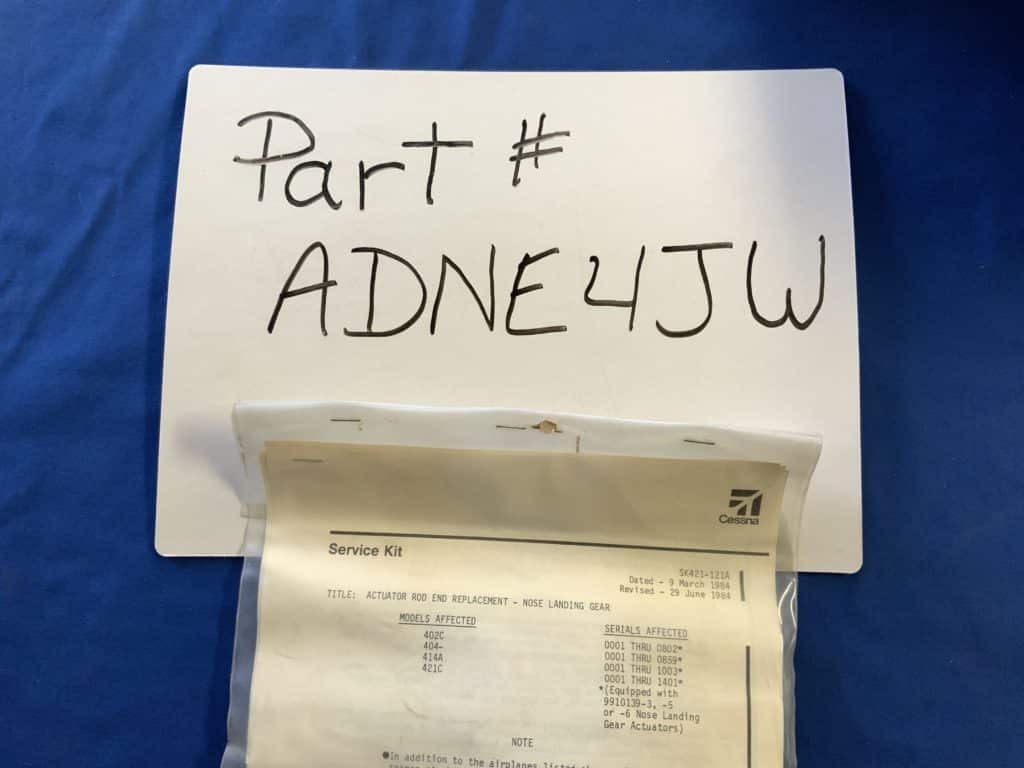 Part #
ADNE4JW
Cessna
Service Kit
SK421-121A
Dated - 9 March 1984
Revised - 29 June 1984
TITLE: ACTUATOR ROD END REPLACEMENT - NOSE LANDING GEAR
MODELS AFFECTED SERIALS AFFECTED
402C 0001 THRU 0802*
404- 0001 THRU 0859*
414A 0001 THRU 1003*
421C 0001 THRU 1401*
*(Equipped with
9910139-3, -5
or -6 Nose Landing
Gear Actuators)
NOTE
●In addition to the airplanes listed